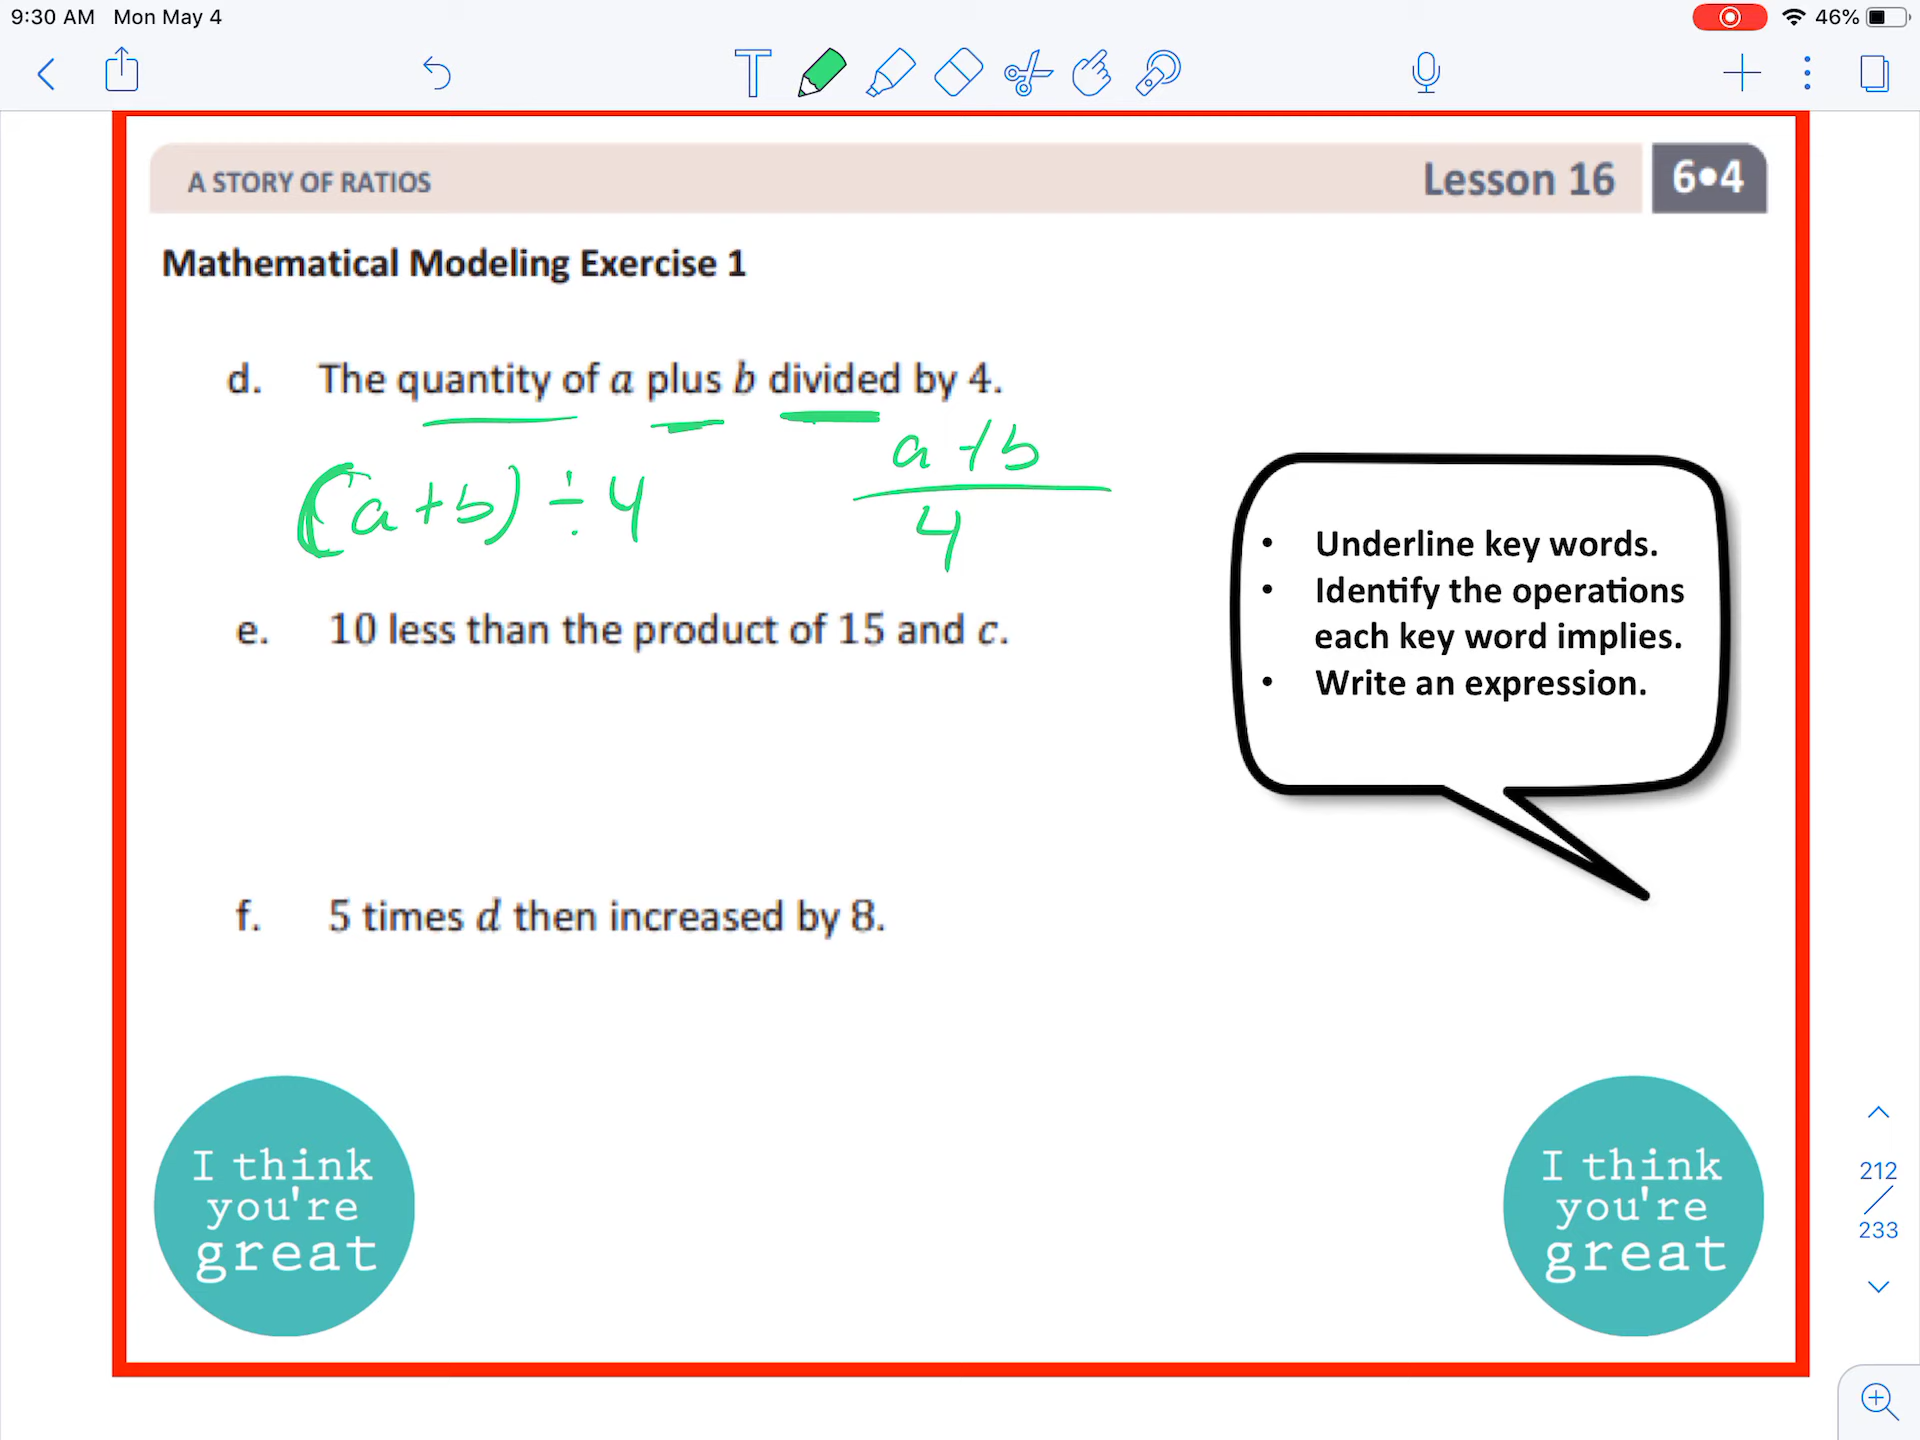 9:30 AM Mon May 4 46%
A STORY OF RATIOS Lesson 16 6•4
Mathematical Modeling Exercise 1
d. The quantity of a plus b divided by 4.
(a+b) ÷ 4
a+b
4
e. 10 less than the product of 15 and c.
• Underline key words.
• Identify the operations
each key word implies.
• Write an expression.
f. 5 times d then increased by 8.
I think
you're
great
I think
you're
great
212
/
233